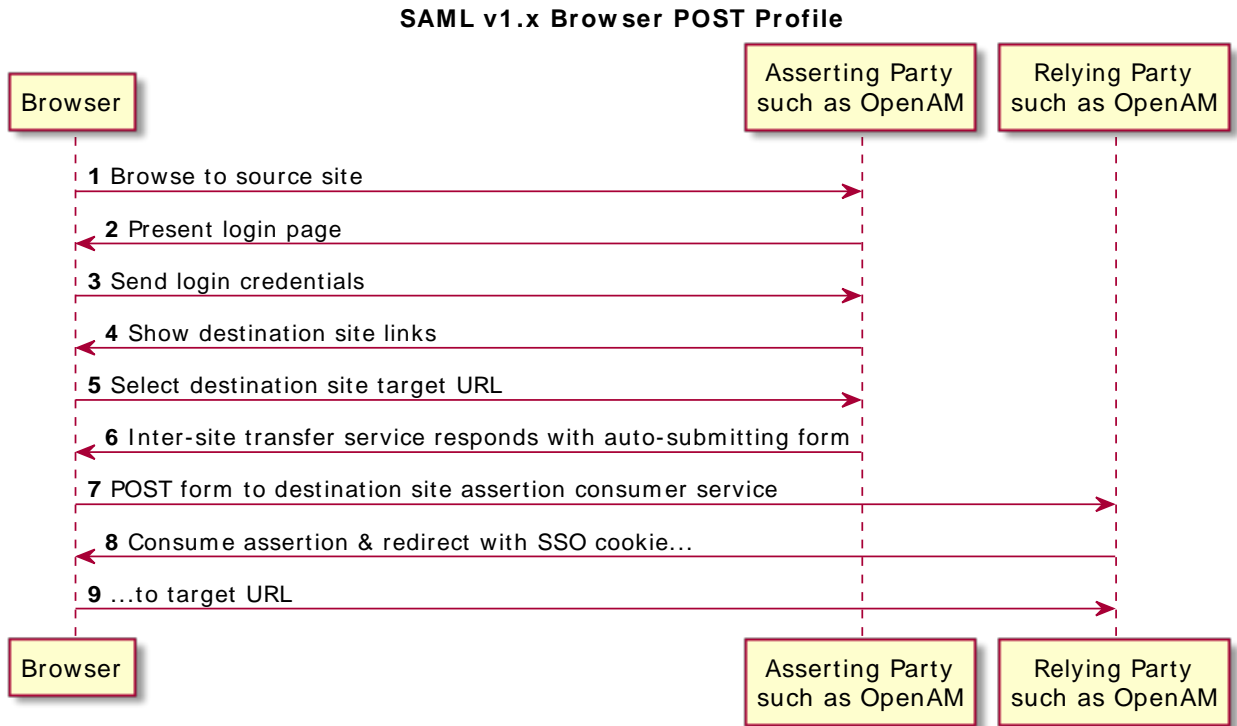 SAML v1.x Browser POST Profile
Browser
Asserting Party
such as OpenAM
Relying Party
such as OpenAM
1 Browse to source site
2 Present login page
3 Send login credentials
4 Show destination site links
5 Select destination site target URL
6 Inter-site transfer service responds with auto-submitting form
7 POST form to destination site assertion consumer service
8 Consume assertion & redirect with SSO cookie...
9 ...to target URL
Browser
Asserting Party
such as OpenAM
Relying Party
such as OpenAM